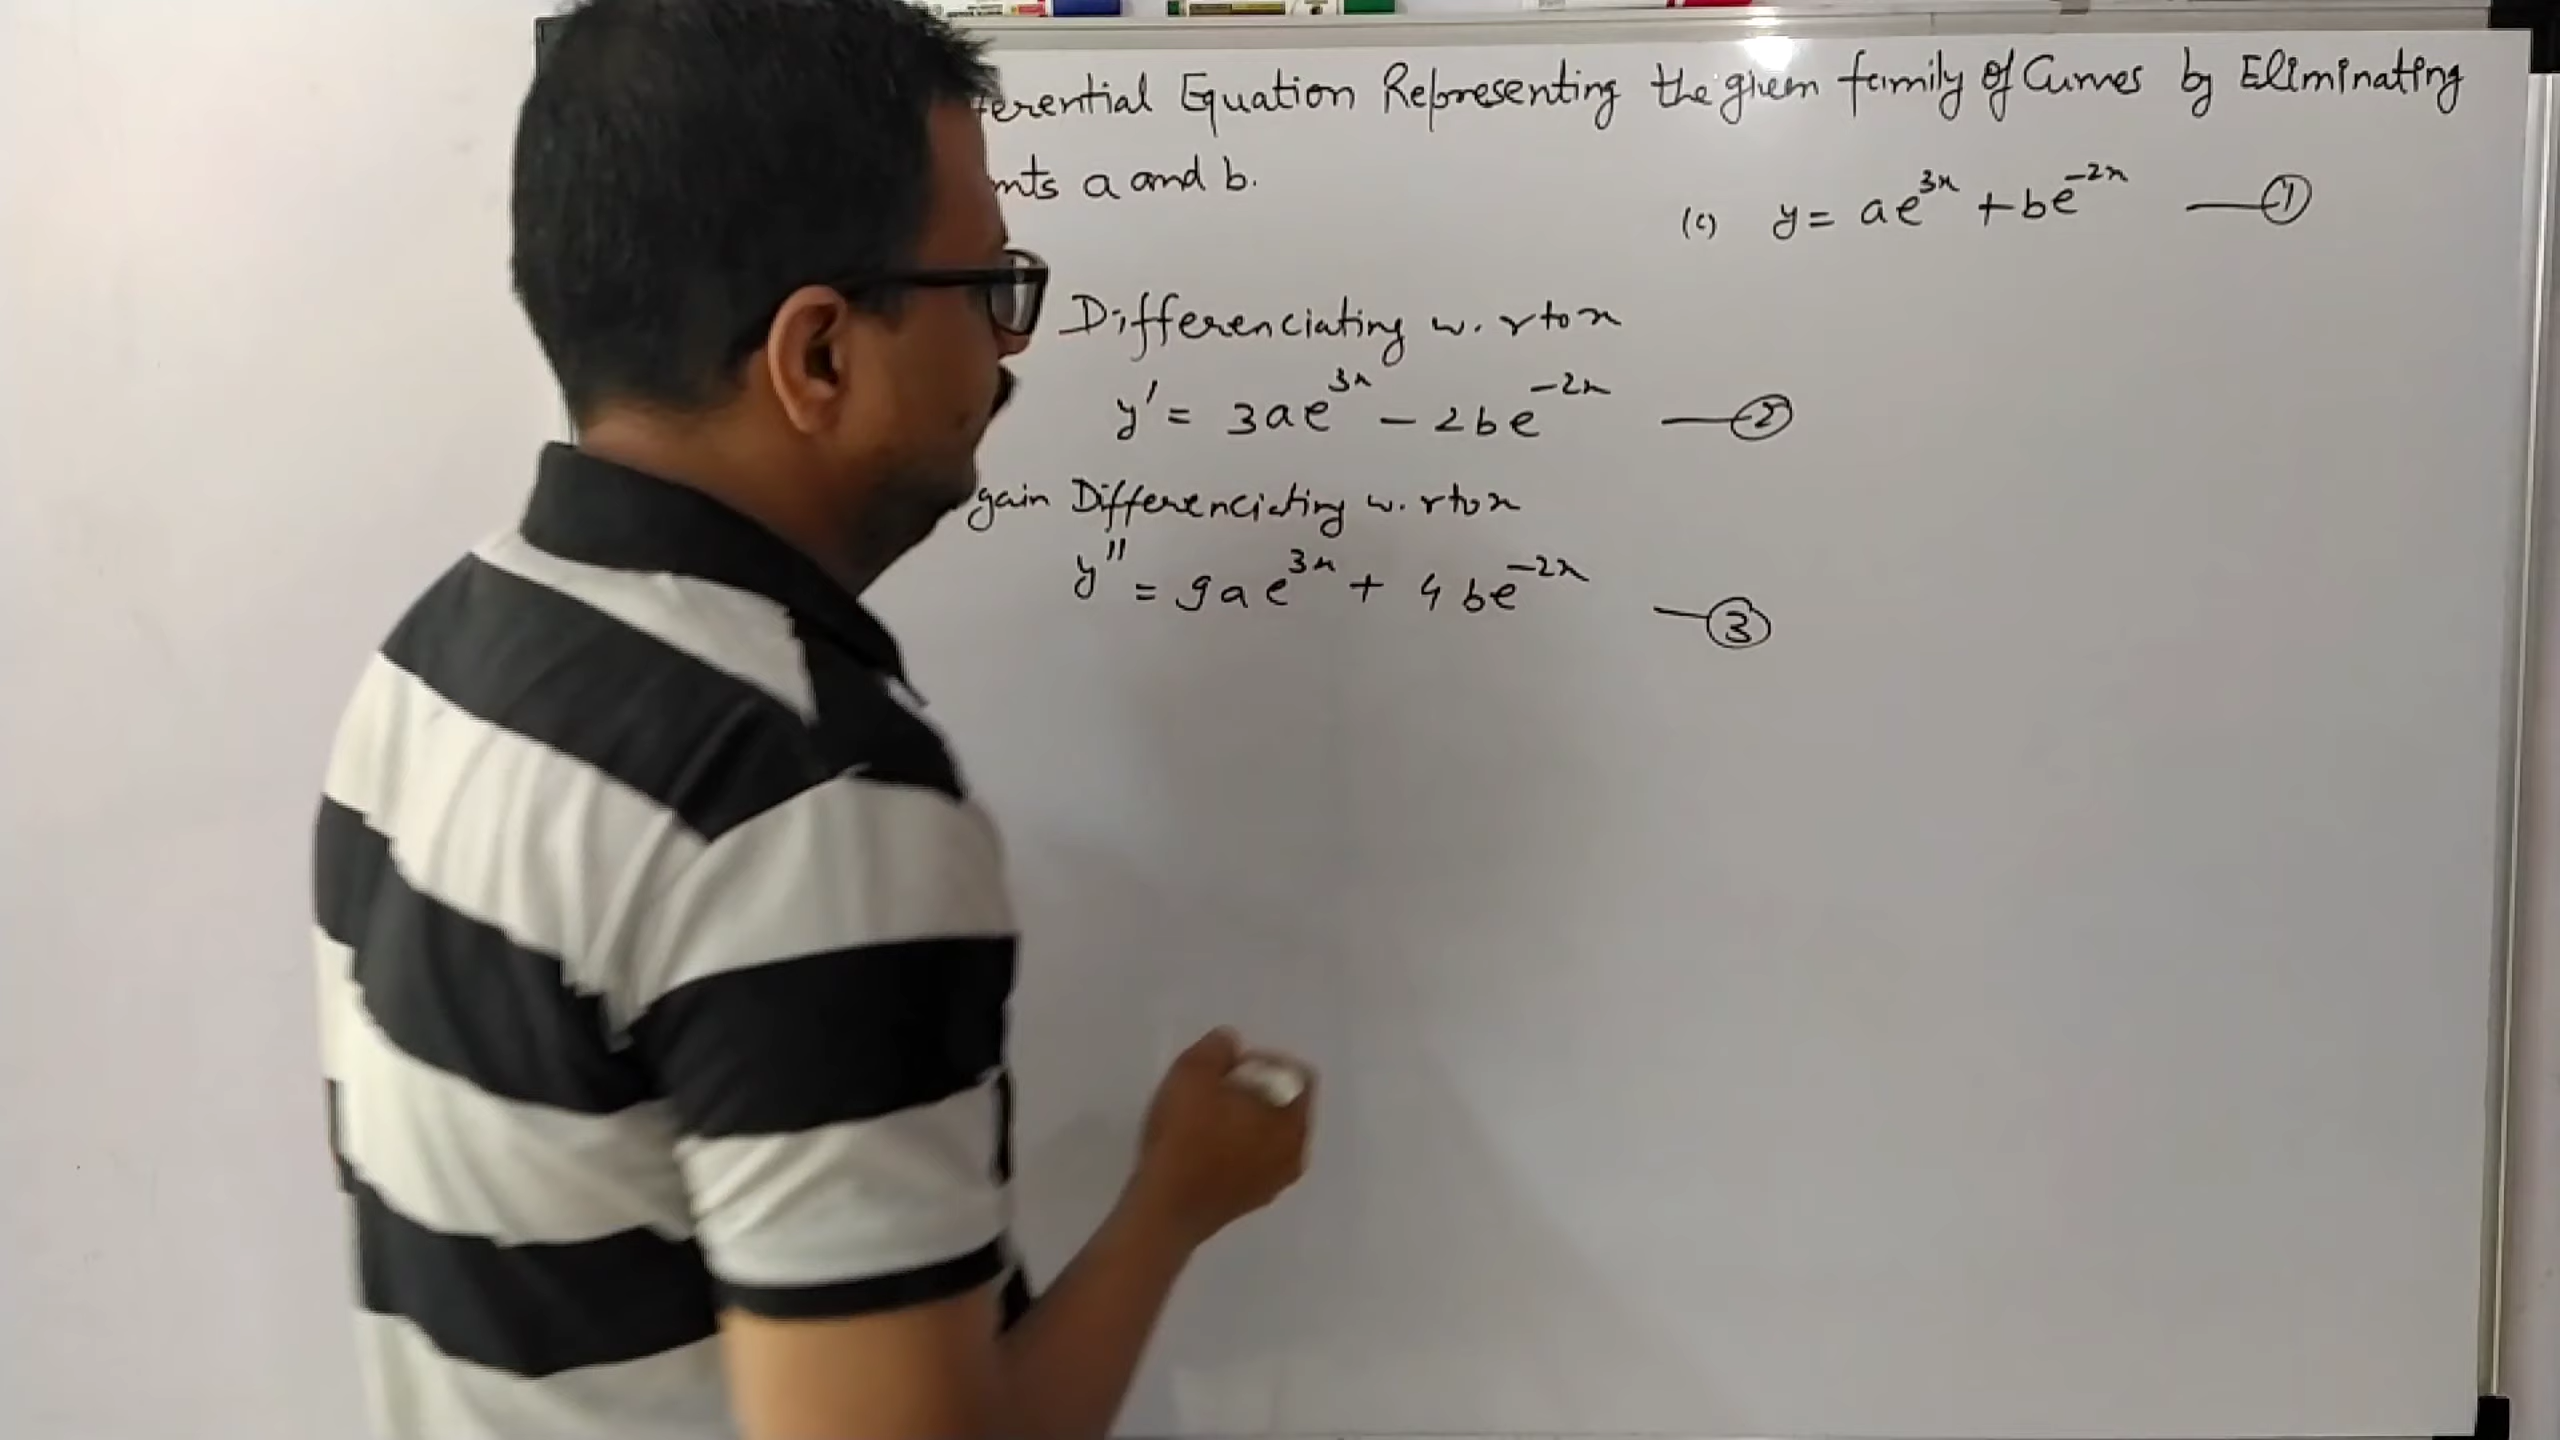 erential Equation Representing the given family of Curves by Eliminating
nts a and b.
(c) y = ae^{3x} + be^{-2x} —①
Differenciating w. r to x
y' = 3ae^{3x} - 2be^{-2x} —②
gain Differenciating w. r to x
y'' = 9ae^{3x} + 4be^{-2x} —③